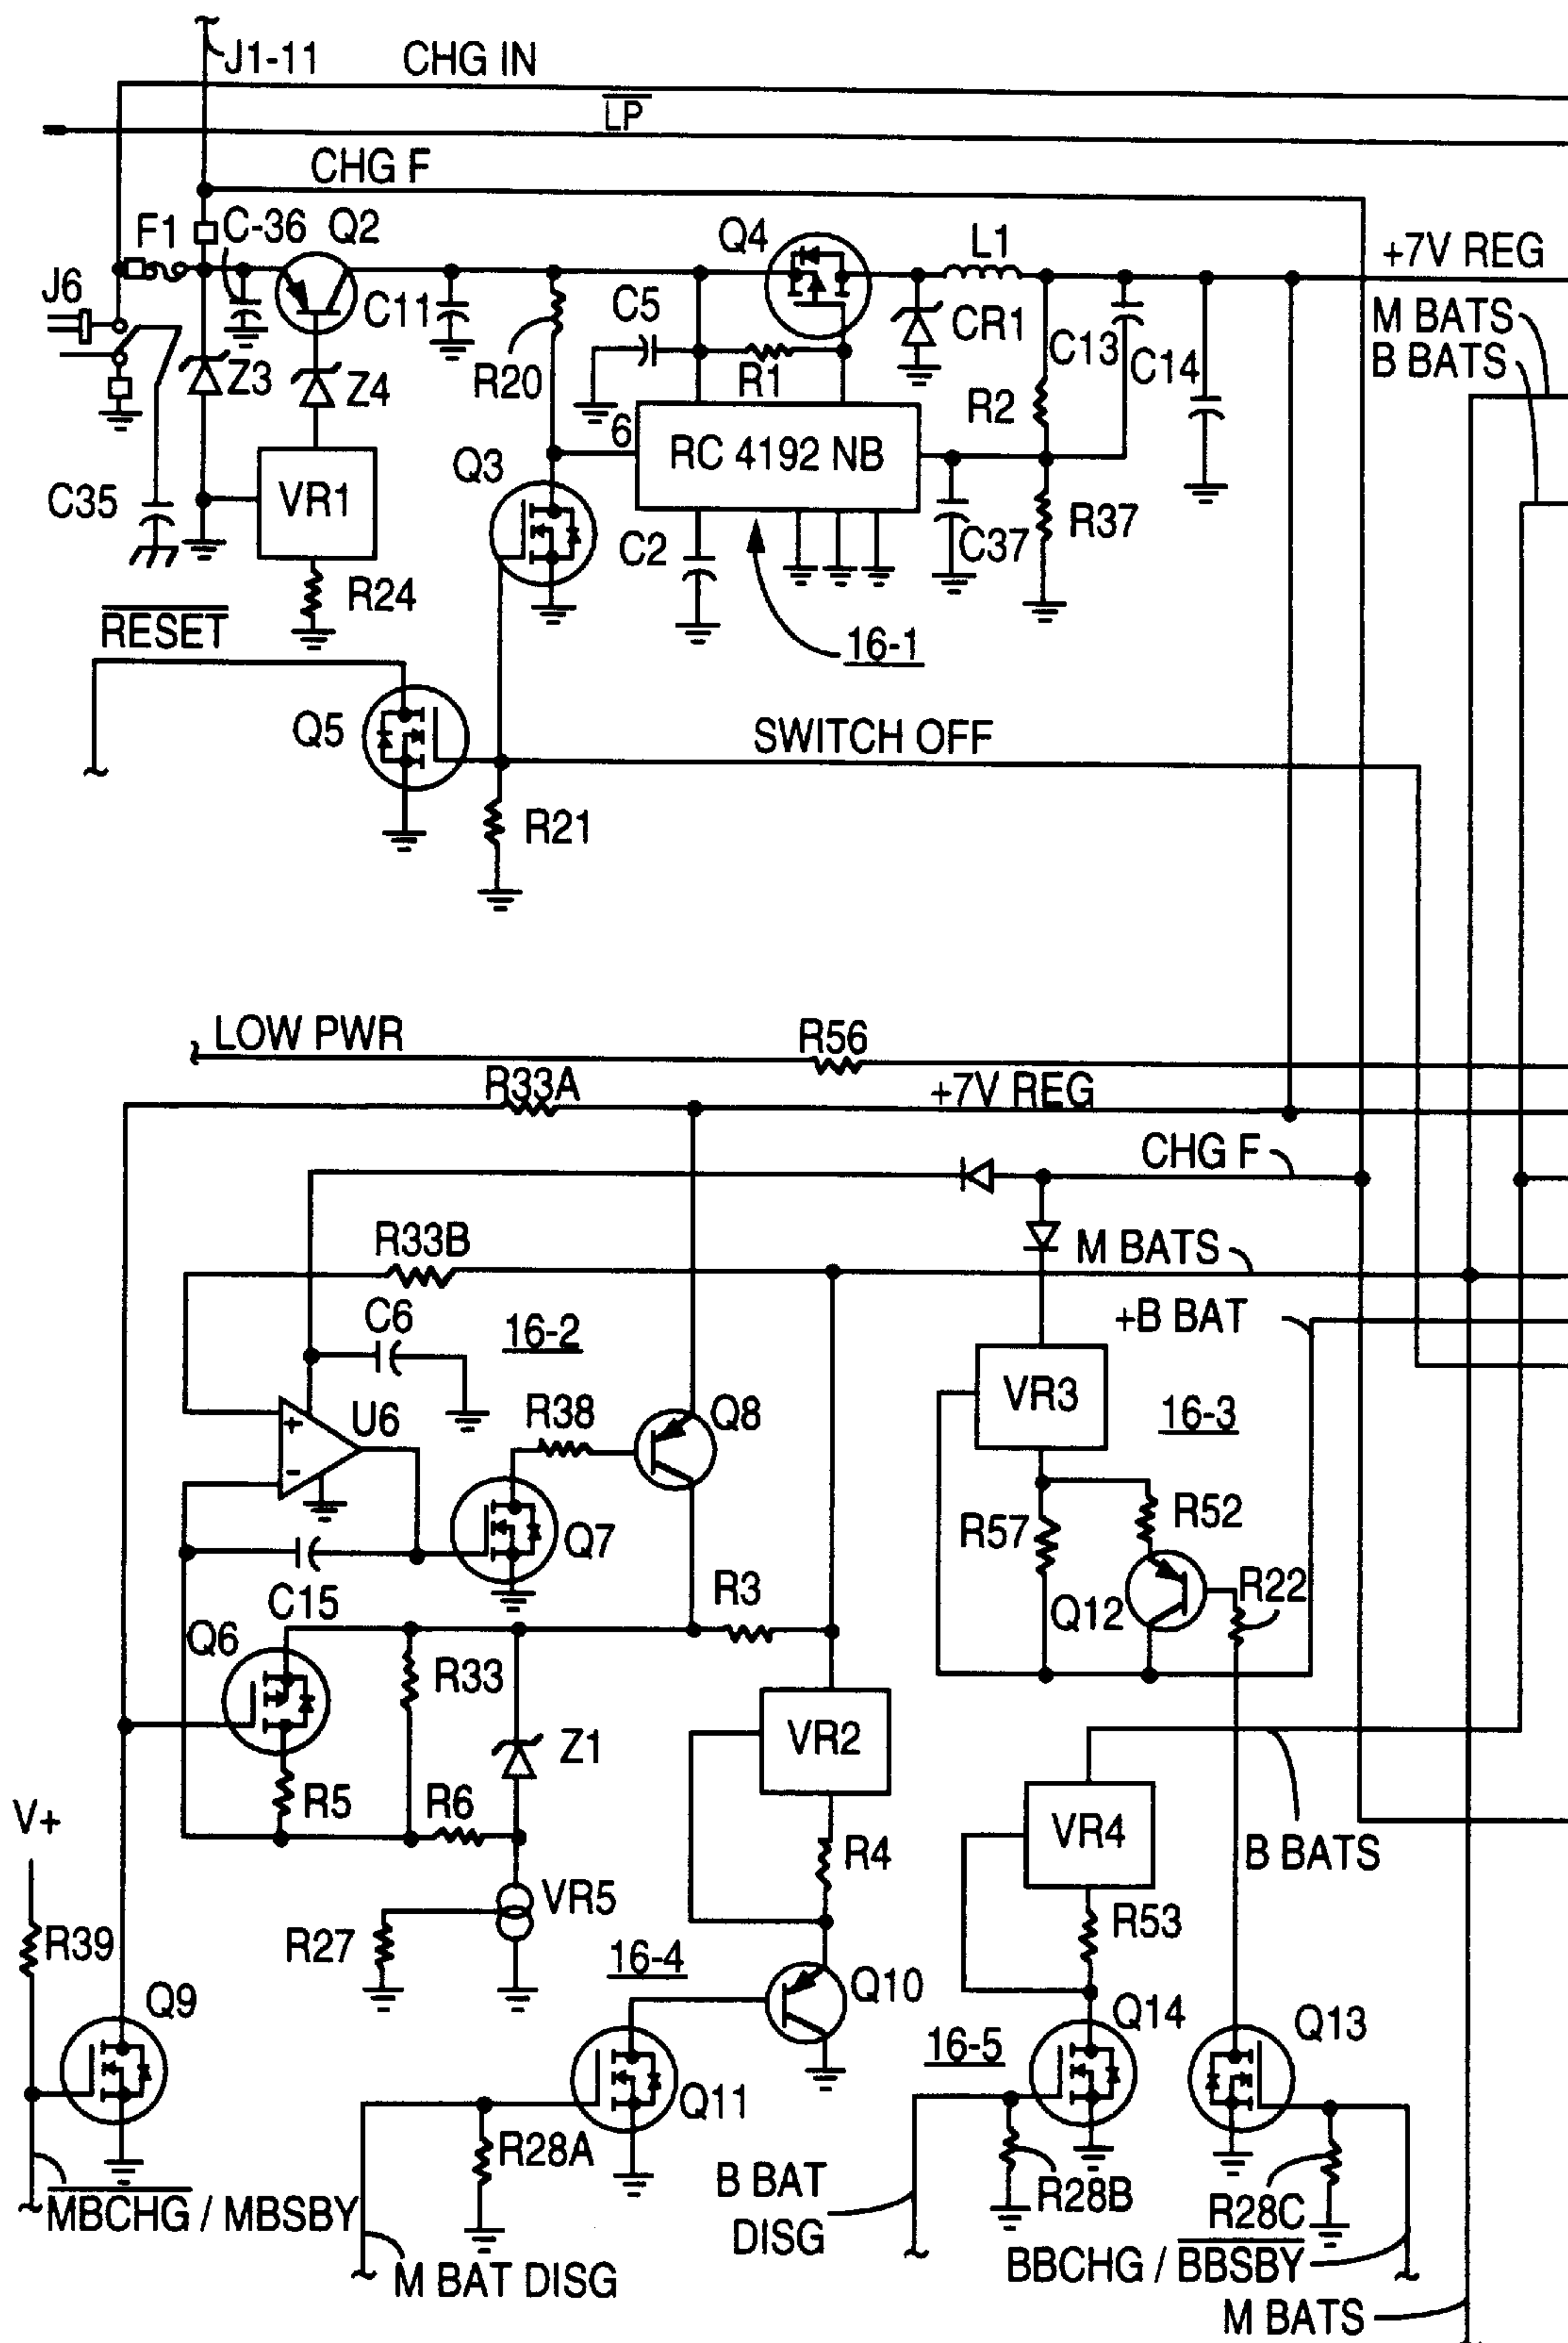 J1-11
CHG IN
LP
CHG F
F1
C-36
Q2
Q4
L1
+7V REG
J6
C11
C5
CR1
C13
C14
M BATS
B BATS
Z3
Z4
R20
R1
R2
6
RC 4192 NB
Q3
C35
VR1
C2
C37
R37
R24
RESET
16-1
Q5
SWITCH OFF
R21
LOW PWR
R56
R33A
+7V REG
CHG F
R33B
M BATS
C6
16-2
+B BAT
VR3
+
U6
R38
Q8
16-3
-
R57
R52
Q7
C15
R3
Q12
R22
Q6
R33
Z1
VR2
R5
R6
V+
R4
VR4
B BATS
VR5
R39
R27
R53
16-4
Q10
Q9
Q14
Q13
16-5
Q11
R28A
B BAT
DISG
R28B
R28C
MBCHG / MBSBY
BBCHG / BBSBY
M BAT DISG
M BATS